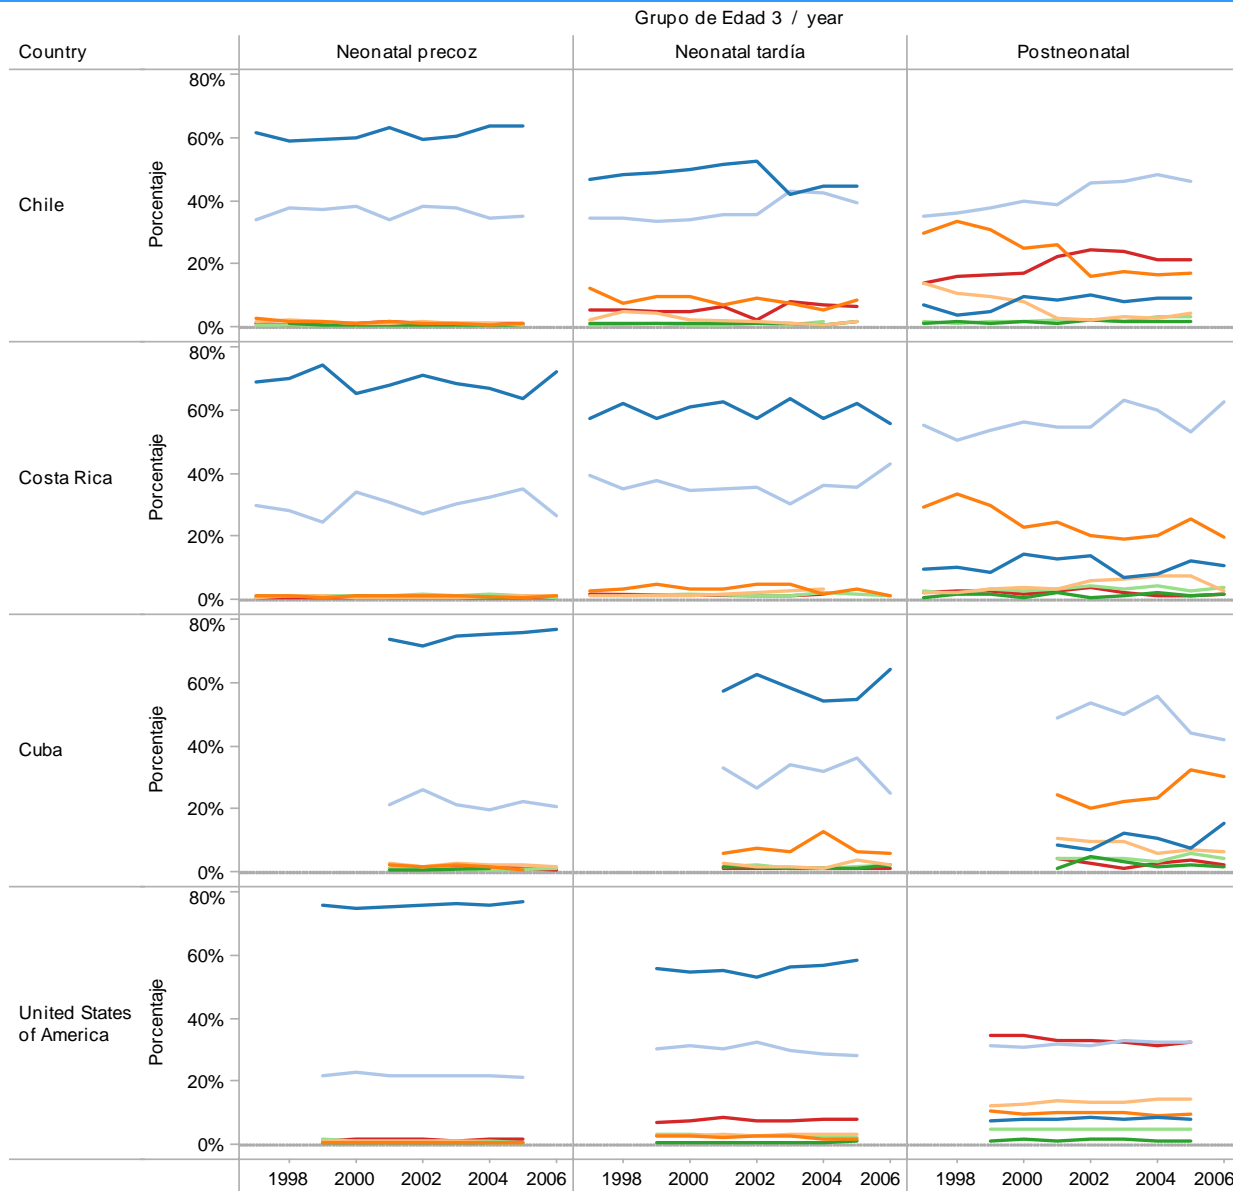 Grupo de Edad 3 / year
Country Neonatal precoz Neonatal tardía Postneonatal
80%
60%
40%
20%
0%
Porcentaje
Chile
80%
60%
40%
20%
0%
Porcentaje
Costa Rica
80%
60%
40%
20%
0%
Porcentaje
Cuba
80%
60%
40%
20%
0%
Porcentaje
United States
of America
1998 2000 2002 2004 2006 1998 2000 2002 2004 2006 1998 2000 2002 2004 2006